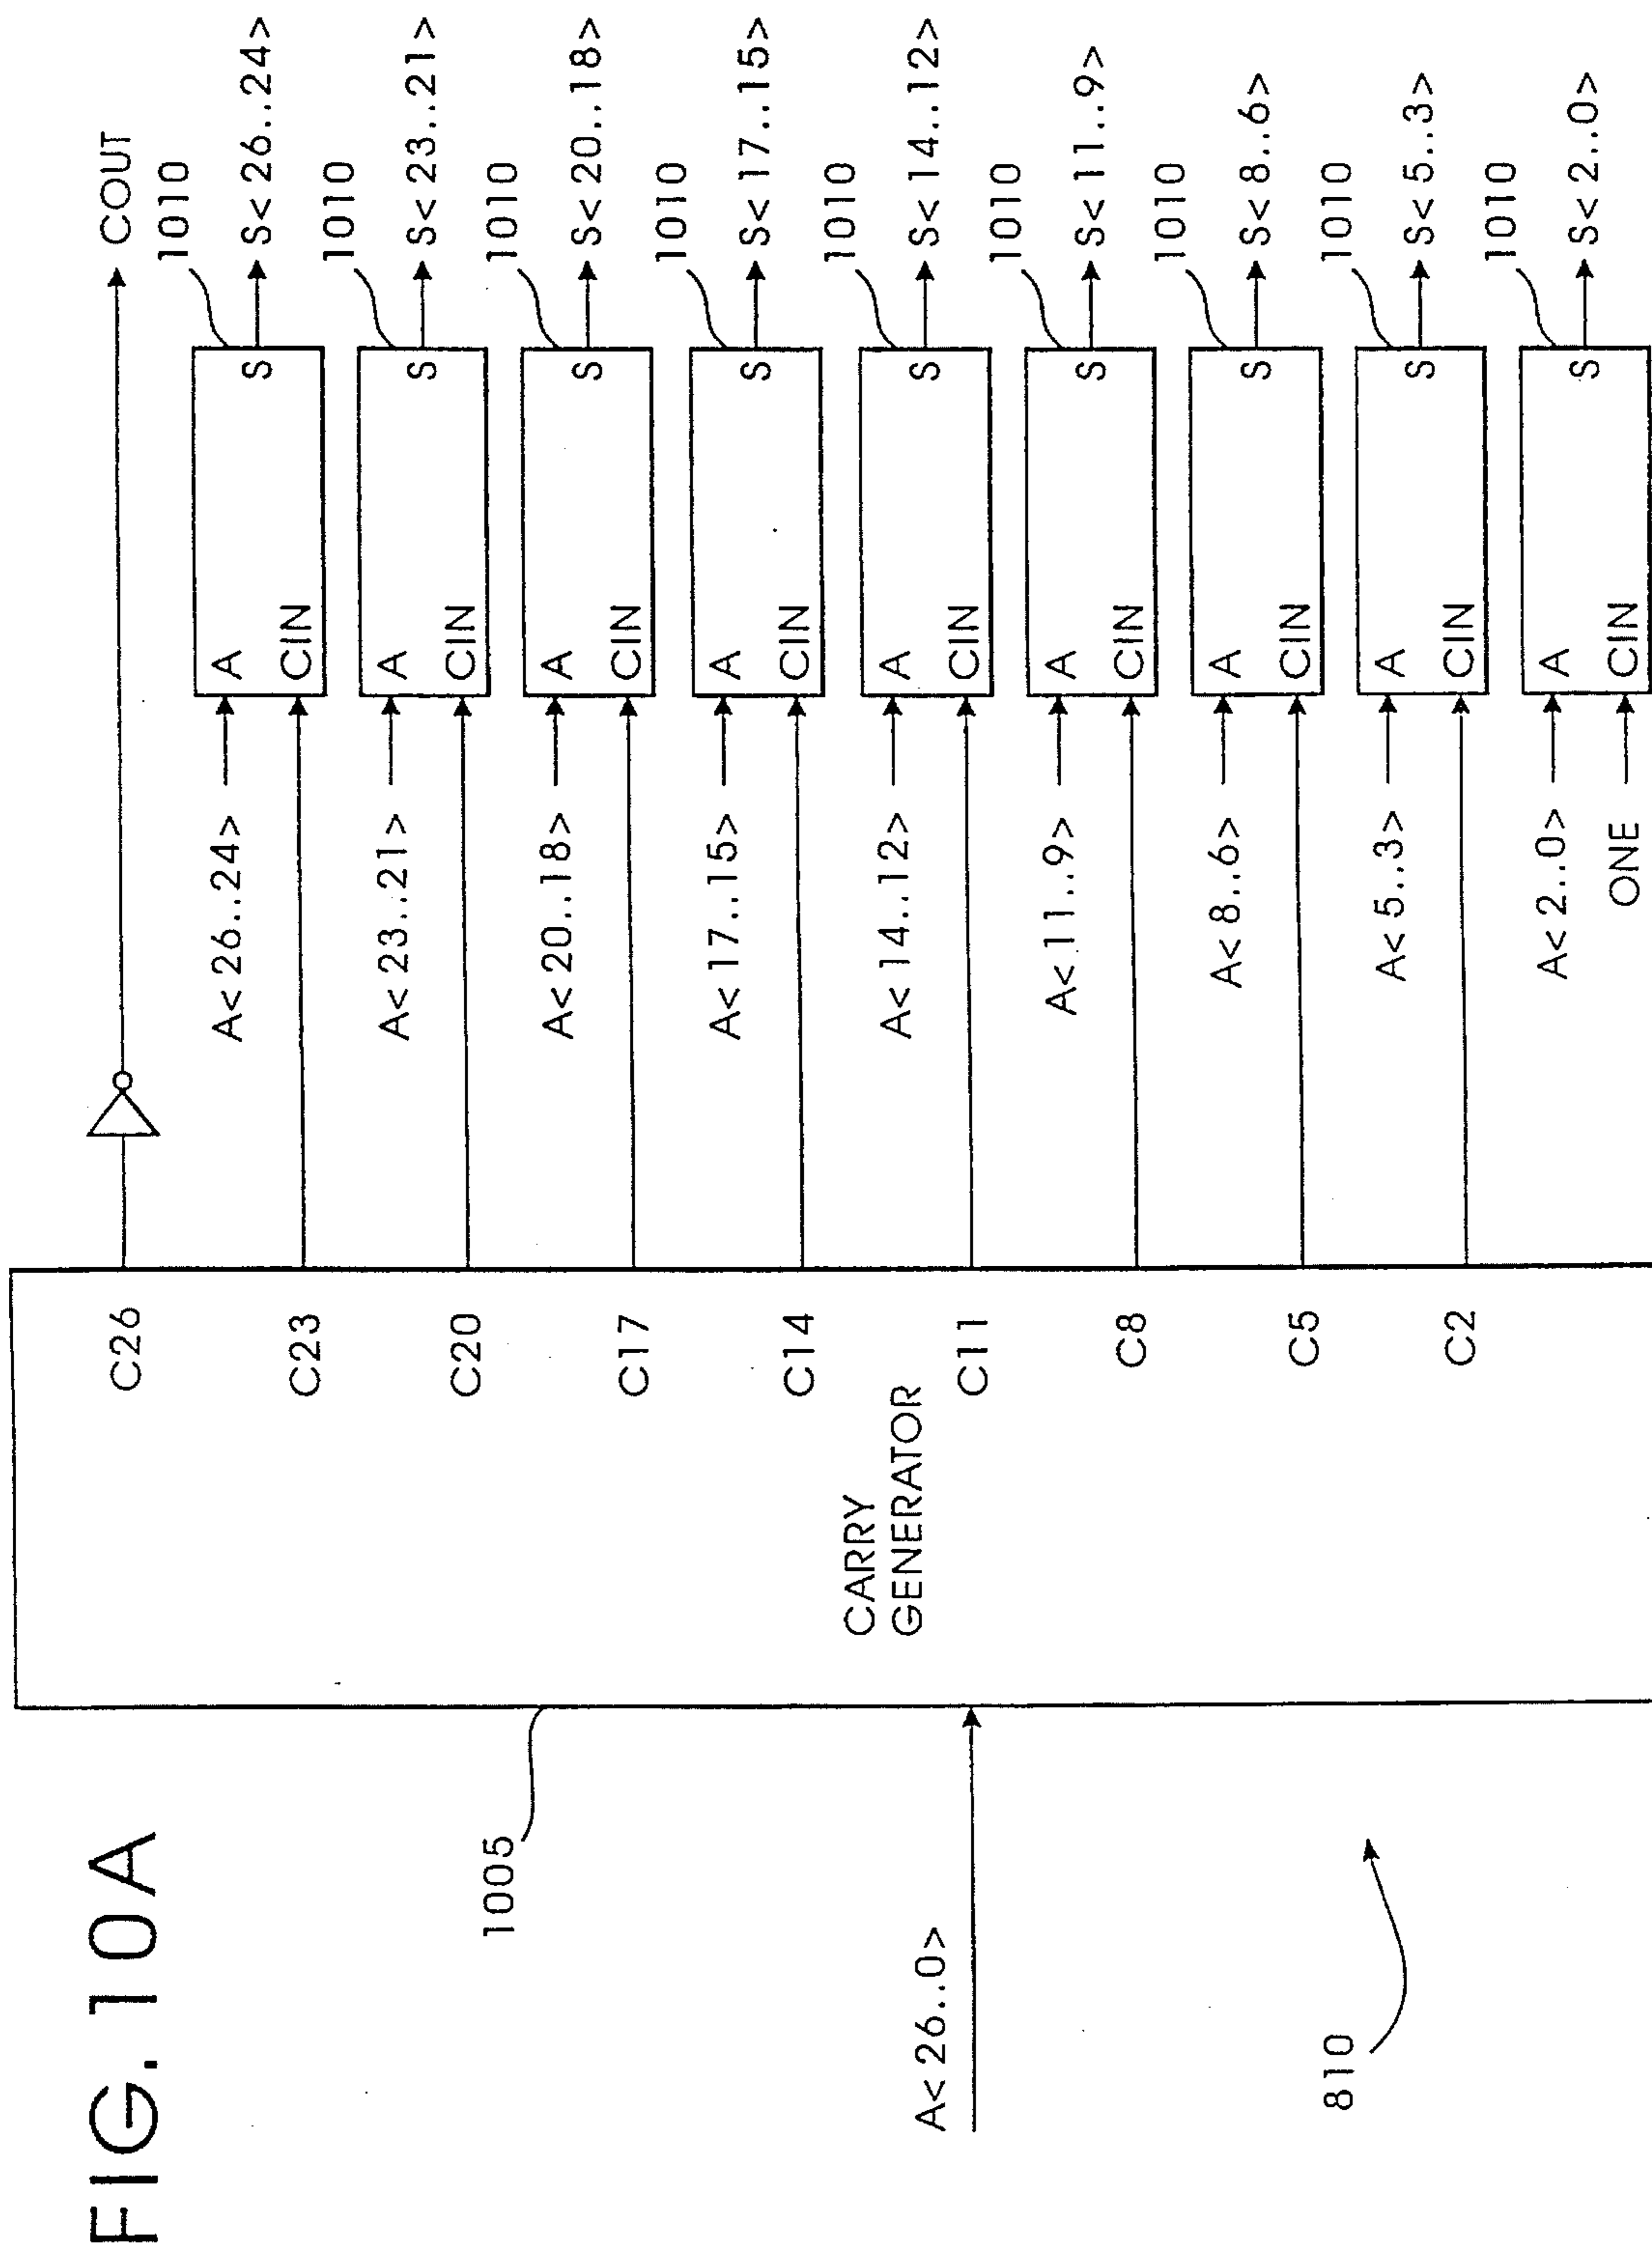 FIG. 10A
COUT
1010
C26
A< 26..24>
A
CIN
S
S< 26..24>
1010
C23
A< 23..21>
A
CIN
S
S< 23..21>
1010
C20
A< 20..18>
A
CIN
S
S< 20..18>
1010
C17
A< 17..15>
A
CIN
S
S< 17..15>
1010
C14
A< 14..12>
A
CIN
S
S< 14..12>
1010
C11
A< 11..9>
A
CIN
S
S< 11..9>
1010
C8
A< 8..6>
A
CIN
S
S< 8..6>
1010
C5
A< 5..3>
A
CIN
S
S< 5..3>
1010
C2
A< 2..0>
ONE
A
CIN
S
S< 2..0>
1005
CARRY
GENERATOR
A< 26..0>
810